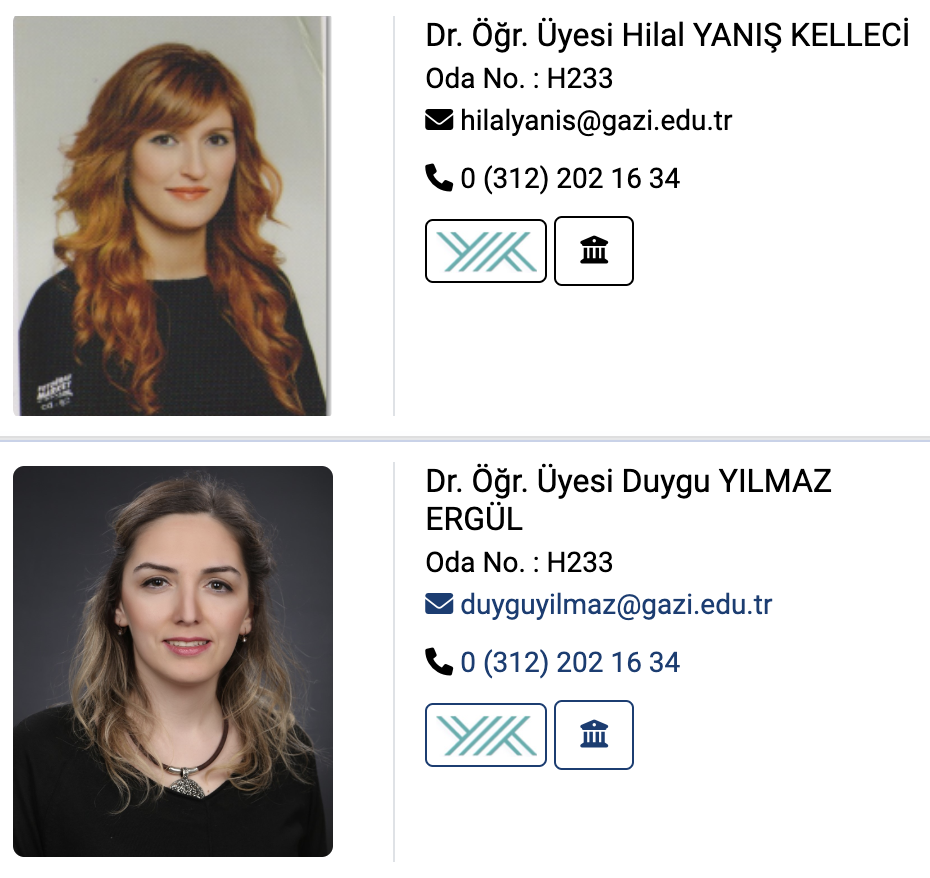 Dr. Öğr. Üyesi Hilal YANIŞ KELLECİ
Oda No. : H233
hilalyanis@gazi.edu.tr
0 (312) 202 16 34
Dr. Öğr. Üyesi Duygu YILMAZ
ERGÜL
Oda No. : H233
duyguyilmaz@gazi.edu.tr
0 (312) 202 16 34